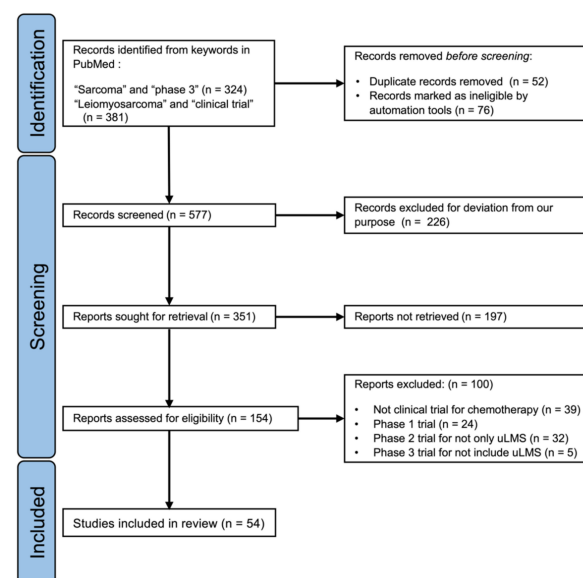 Identification
Records identified from keywords in
PubMed :
“Sarcoma” and “phase 3” (n = 324)
“Leiomyosarcoma” and “clinical trial”
(n = 381)
Records removed before screening:
• Duplicate records removed (n = 52)
• Records marked as ineligible by
automation tools (n = 76)
Screening
Records screened (n = 577)
Records excluded for deviation from our
purpose (n = 226)
Reports sought for retrieval (n = 351)
Reports not retrieved (n = 197)
Reports assessed for eligibility (n = 154)
Reports excluded: (n = 100)
• Not clinical trial for chemotherapy (n = 39)
• Phase 1 trial (n = 24)
• Phase 2 trial for not only uLMS (n = 32)
• Phase 3 trial for not include uLMS (n = 5)
Included
Studies included in review (n = 54)